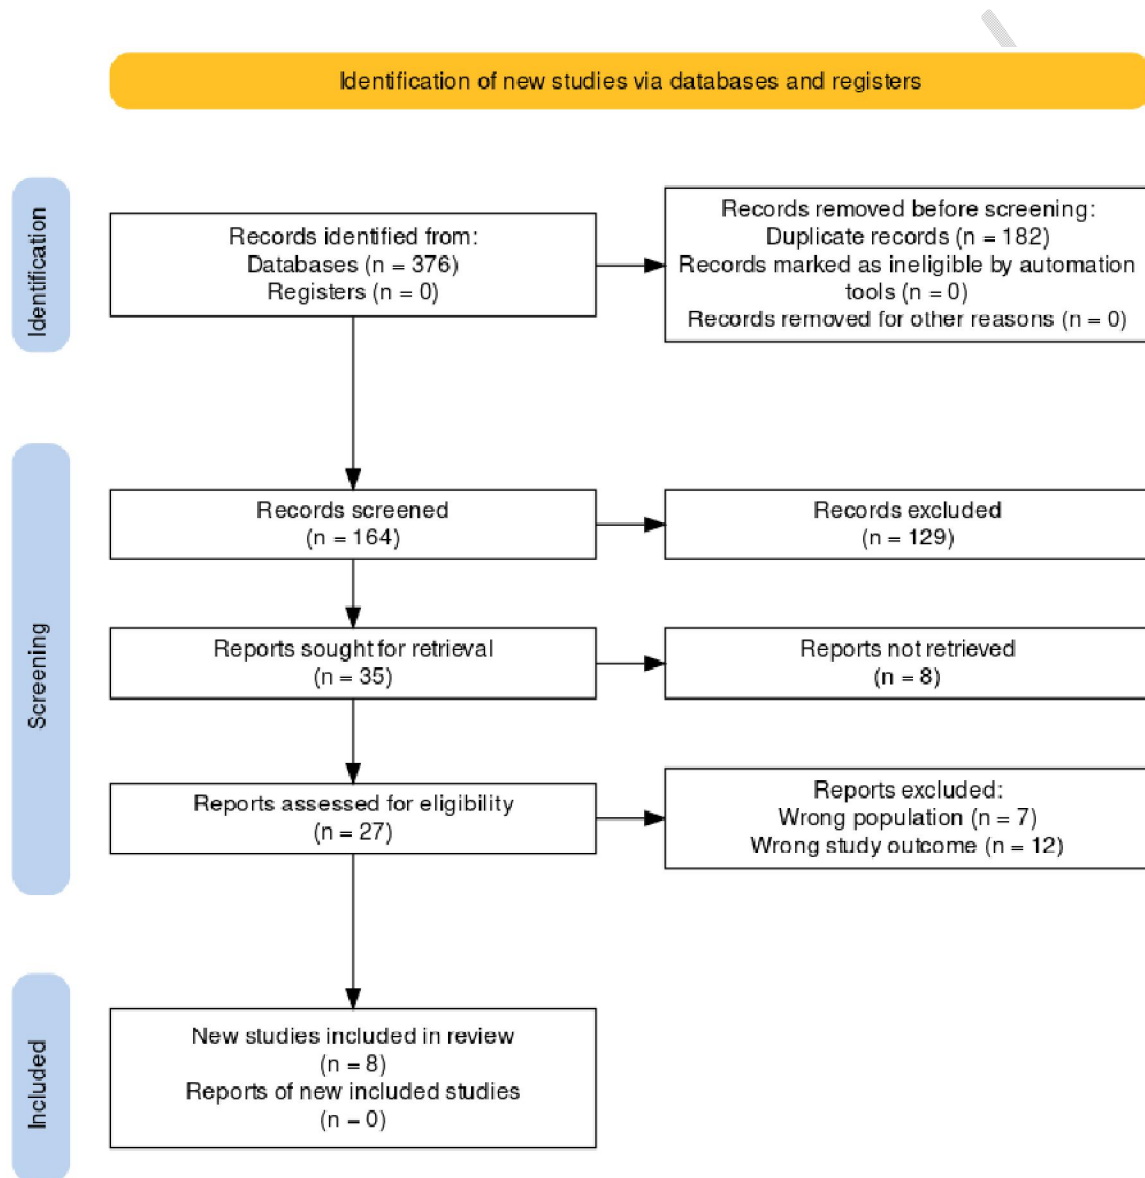 Identification of new studies via databases and registers
Identification
Records identified from:
Databases (n = 376)
Registers (n = 0)
Records removed before screening:
Duplicate records (n = 182)
Records marked as ineligible by automation
tools (n = 0)
Records removed for other reasons (n = 0)
Screening
Records screened
(n = 164)
Records excluded
(n = 129)
Reports sought for retrieval
(n = 35)
Reports not retrieved
(n = 8)
Reports assessed for eligibility
(n = 27)
Reports excluded:
Wrong population (n = 7)
Wrong study outcome (n = 12)
Included
New studies included in review
(n = 8)
Reports of new included studies
(n = 0)